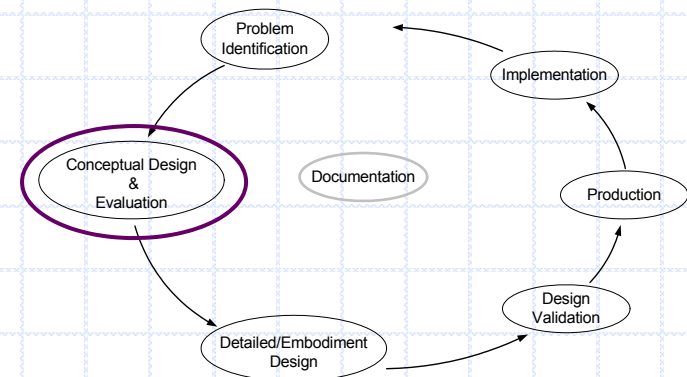 Problem
Identification
Implementation
Conceptual Design
&
Evaluation
Documentation
Production
Design
Validation
Detailed/Embodiment
Design